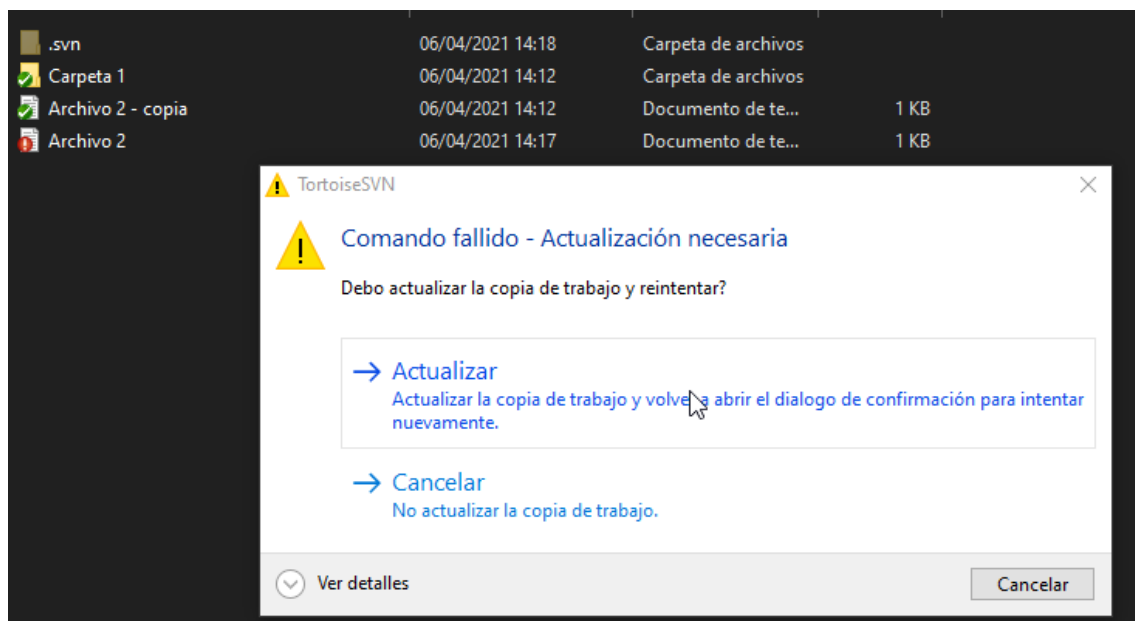 .svn 06/04/2021 14:18 Carpeta de archivos
Carpeta 1 06/04/2021 14:12 Carpeta de archivos
Archivo 2 - copia 06/04/2021 14:12 Documento de te... 1 KB
Archivo 2 06/04/2021 14:17 Documento de te... 1 KB
TortoiseSVN
Comando fallido - Actualización necesaria
Debo actualizar la copia de trabajo y reintentar?
Actualizar
Actualizar la copia de trabajo y volver a abrir el dialogo de confirmación para intentar
nuevamente.
Cancelar
No actualizar la copia de trabajo.
Ver detalles
Cancelar